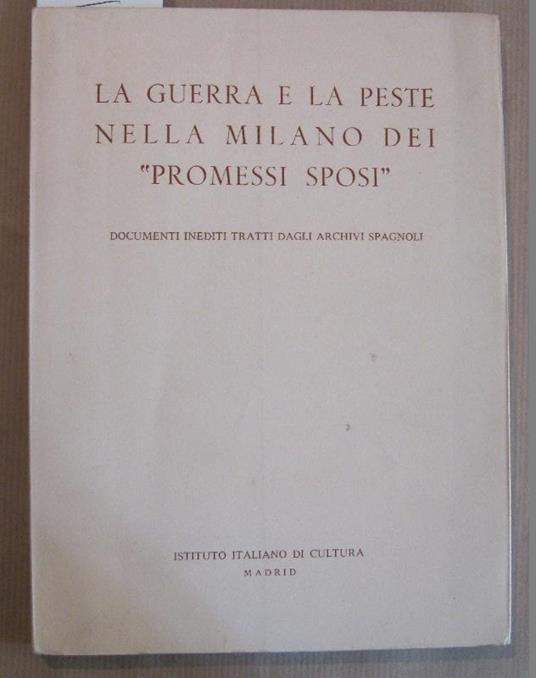 LA GUERRA E LA PESTE
NELLA MILANO DEI
"PROMESSI SPOSI"
DOCUMENTI INEDITI TRATTI DAGLI ARCHIVI SPAGNOLI
ISTITUTO ITALIANO DI CULTURA
MADRID